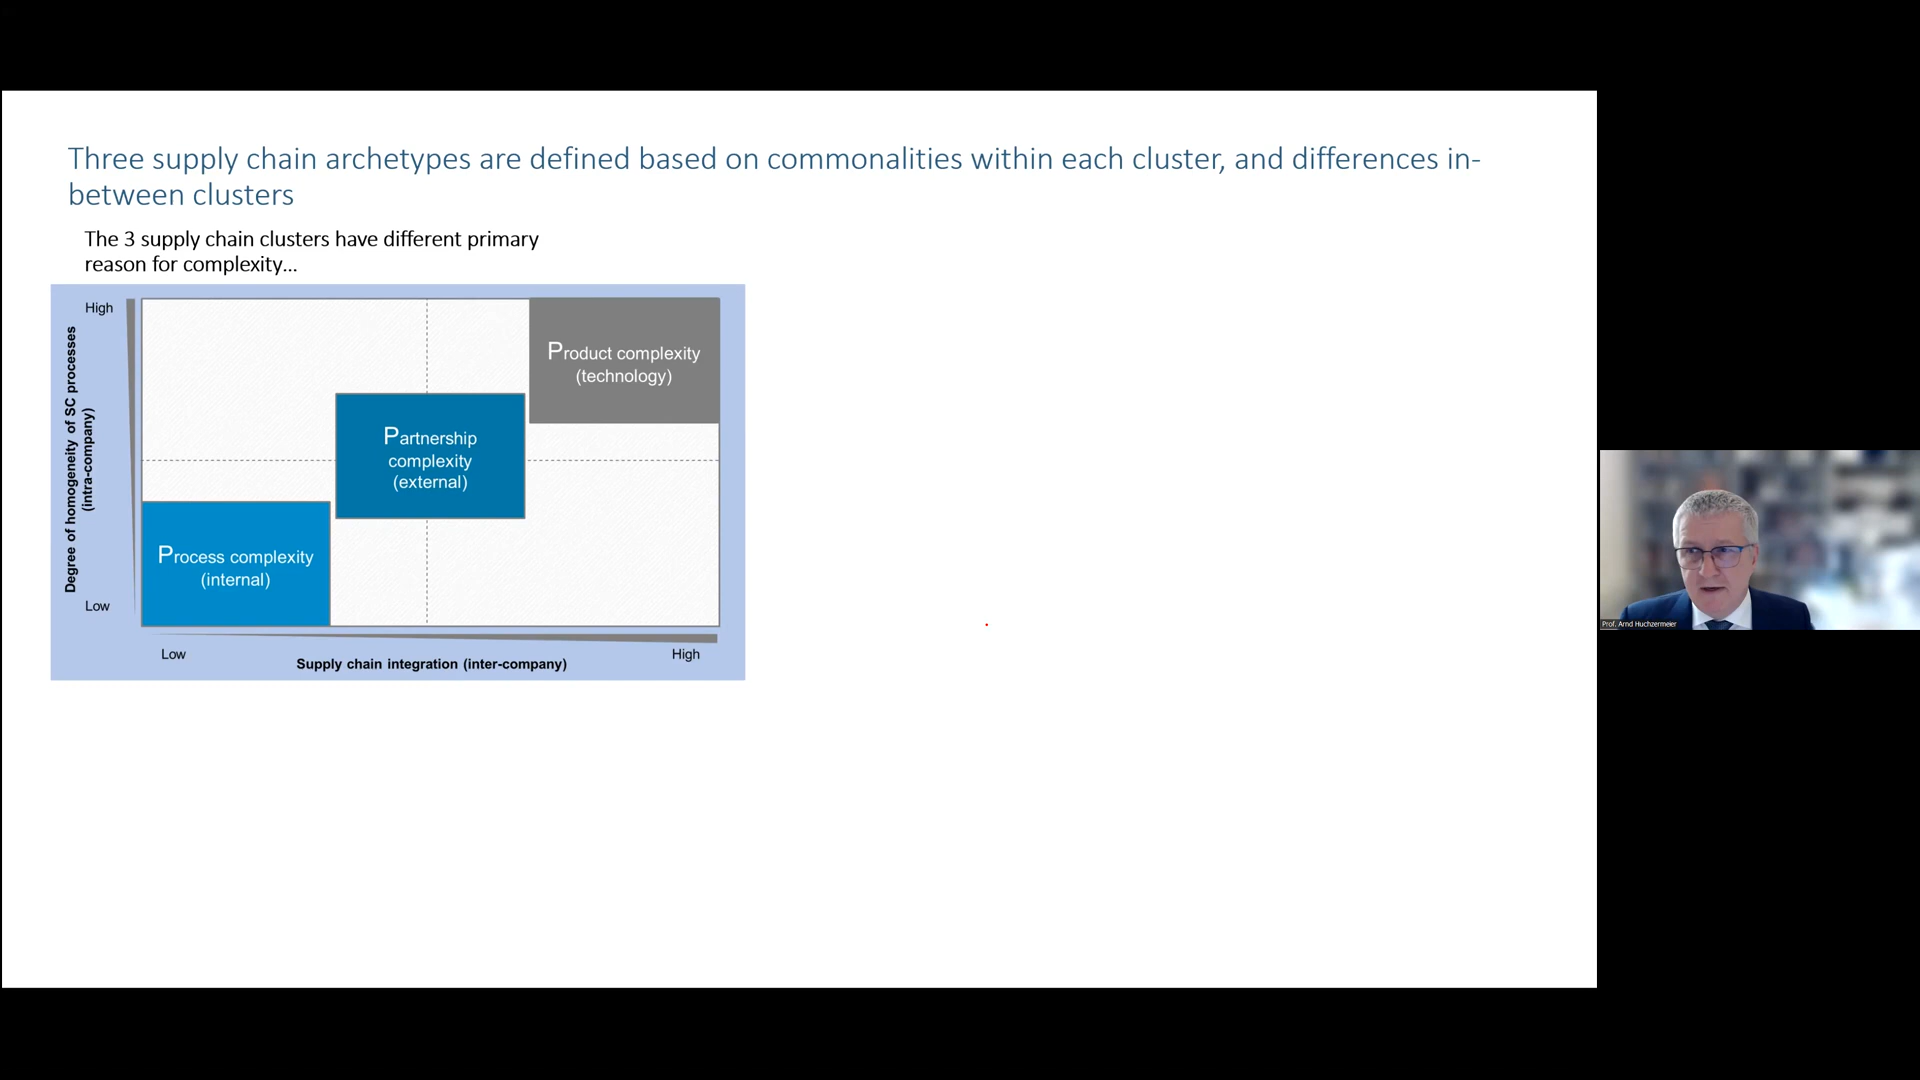 Three supply chain archetypes are defined based on commonalities within each cluster, and differences in-
between clusters
The 3 supply chain clusters have different primary
reason for complexity...
High
Degree of homogeneity of SC processes
(intra-company)
Low
Product complexity
(technology)
Partnership
complexity
(external)
Process complexity
(internal)
Low
Supply chain integration (inter-company)
High
Prof. Arnd Huchzermeier